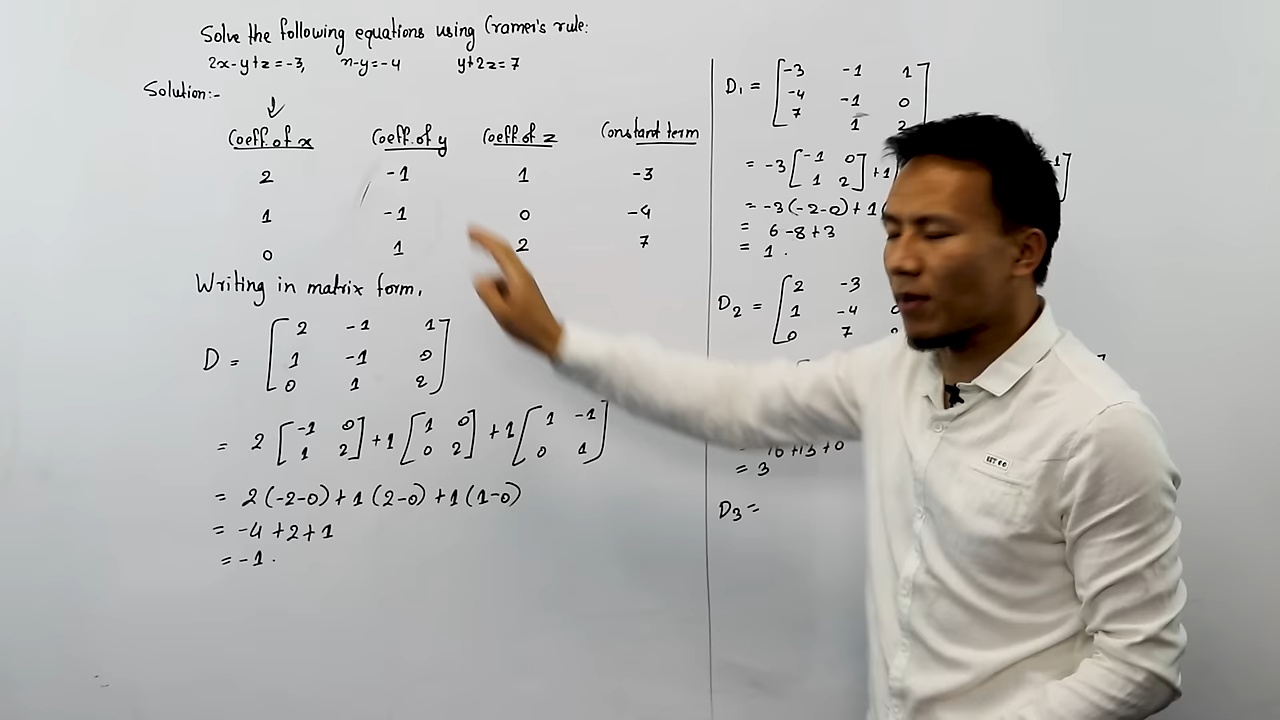 Solve the following equations using Cramer's rule:
2x-y+z=-3, x-y=-4 y+2z=7
Solution:-
Coeff. of x Coeff. of y Coeff. of z Constant term
2 -1 1 -3
1 -1 0 -4
0 1 2 7
Writing in matrix form,
D = [ 2 -1 1 ]
1 -1 0
0 1 2
= 2 [ -1 0 ] +1 [ 1 0 ] +1 [ 1 -1 ]
1 2 0 2 0 1
= 2(-2-0)+1(2-0)+1(1-0)
= -4+2+1
= -1.
D₁ = [ -3 -1 1 ]
-4 -1 0
7 1 2
= -3 [ -1 0 ] +1
1 2
= -3(-2-0)+1(
= 6-8+3
= 1.
D₂ = [ 2 -3
1 -4
0 7
= 3
D₃ =